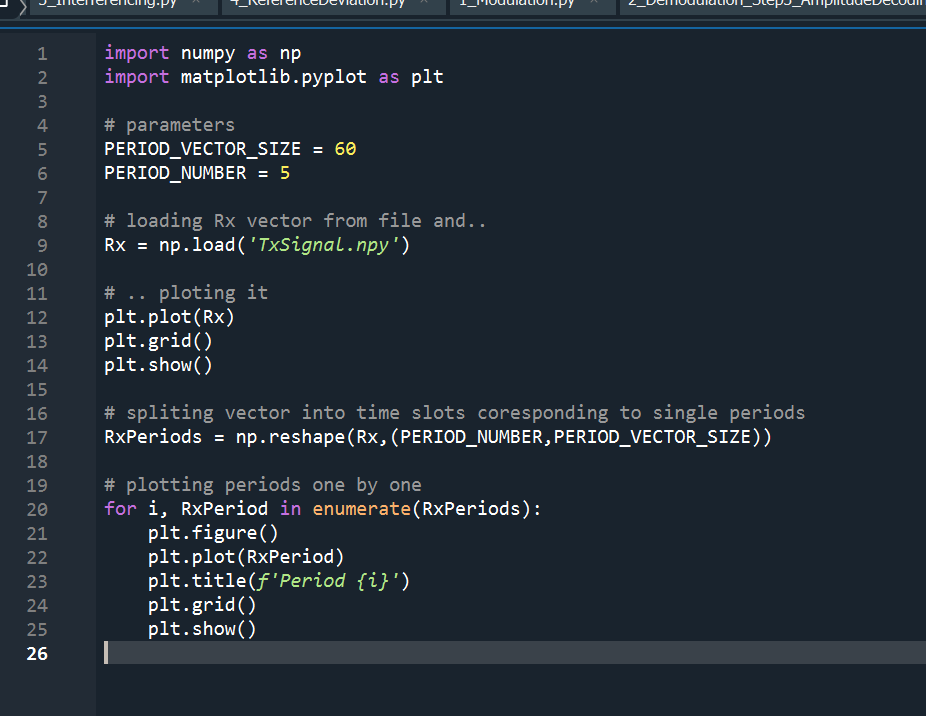 3_Interferencing.py × 4_ReferenceDeviation.py × 1_Modulation.py × 2_Demodulation_Step3_AmplitudeDecodin
1 import numpy as np
2 import matplotlib.pyplot as plt
3
4 # parameters
5 PERIOD_VECTOR_SIZE = 60
6 PERIOD_NUMBER = 5
7
8 # loading Rx vector from file and..
9 Rx = np.load('TxSignal.npy')
10
11 # .. ploting it
12 plt.plot(Rx)
13 plt.grid()
14 plt.show()
15
16 # spliting vector into time slots coresponding to single periods
17 RxPeriods = np.reshape(Rx,(PERIOD_NUMBER,PERIOD_VECTOR_SIZE))
18
19 # plotting periods one by one
20 for i, RxPeriod in enumerate(RxPeriods):
21     plt.figure()
22     plt.plot(RxPeriod)
23     plt.title(f'Period {i}')
24     plt.grid()
25     plt.show()
26